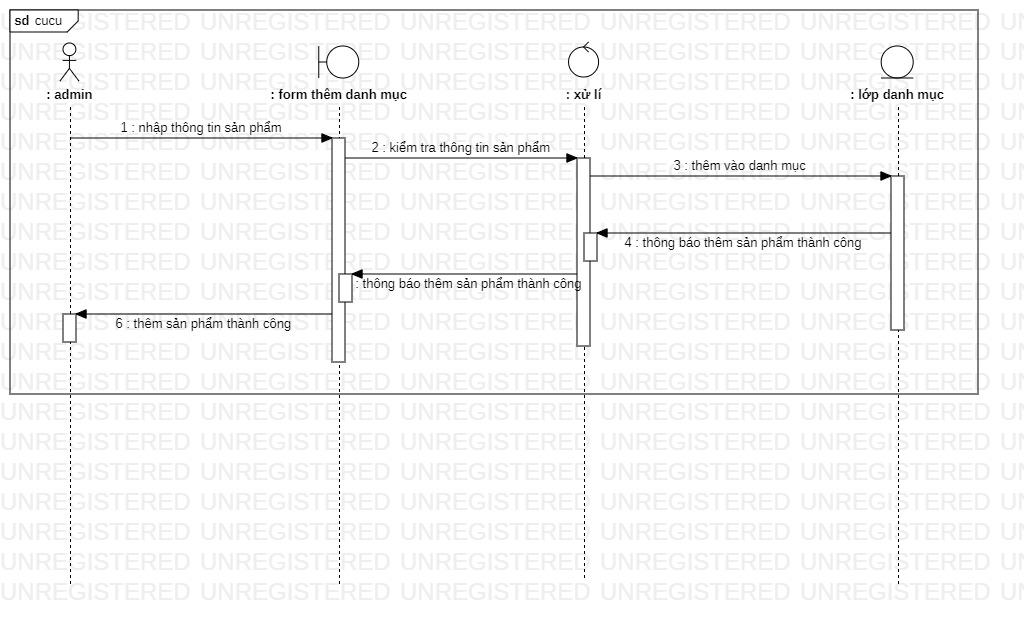 sd cucu
: admin
: form thêm danh mục
: xử lí
: lớp danh mục
1 : nhập thông tin sản phẩm
2 : kiểm tra thông tin sản phẩm
3 : thêm vào danh mục
4 : thông báo thêm sản phẩm thành công
: thông báo thêm sản phẩm thành công
6 : thêm sản phẩm thành công
UNREGISTERED UNREGISTERED UNREGISTERED UNREGISTERED UNREGISTERED UN